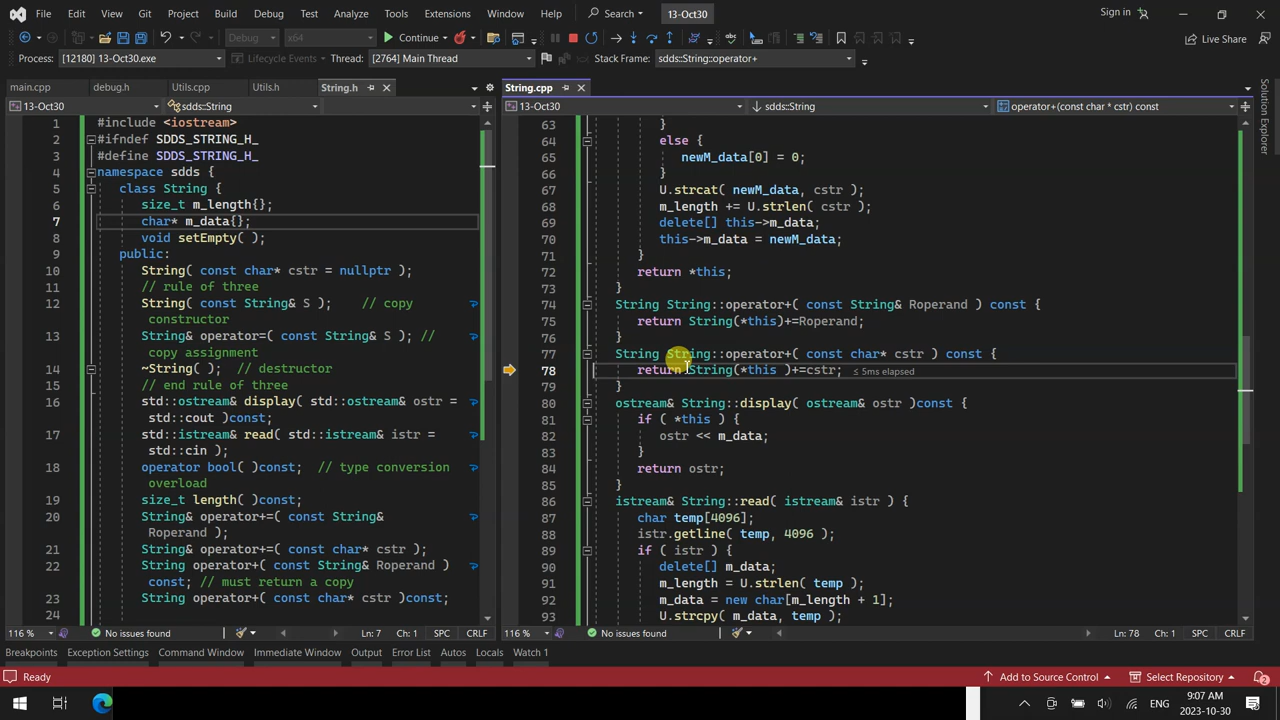 File Edit View Git Project Build Debug Test Analyze Tools Extensions Window Help Search 13-Oct30 Sign in
Debug x64 Continue Live Share
Process: [12180] 13-Oct30.exe Lifecycle Events Thread: [2764] Main Thread Stack Frame: sdds::String::operator+
main.cpp debug.h Utils.cpp Utils.h String.h
13-Oct30 sdds::String
1 #include <iostream>
2 #ifndef SDDS_STRING_H_
3 #define SDDS_STRING_H_
4 namespace sdds {
5 class String {
6 size_t m_length{};
7 char* m_data{};
8 void setEmpty( );
9 public:
10 String( const char* cstr = nullptr );
11 // rule of three
12 String( const String& S ); // copy
constructor
13 String& operator=( const String& S ); //
copy assignment
14 ~String( ); // destructor
15 // end rule of three
16 std::ostream& display( std::ostream& ostr =
std::cout )const;
17 std::istream& read( std::istream& istr =
std::cin );
18 operator bool( )const; // type conversion
overload
19 size_t length( )const;
20 String& operator+=( const String&
Roperand );
21 String& operator+=( const char* cstr );
22 String operator+( const String& Roperand )
const; // must return a copy
23 String operator+( const char* cstr )const;
24
116 % No issues found Ln: 7 Ch: 1 SPC CRLF
String.cpp
13-Oct30 sdds::String operator+(const char * cstr) const
63 }
64 else {
65 newM_data[0] = 0;
66 }
67 U.strcat( newM_data, cstr );
68 m_length += U.strlen( cstr );
69 delete[] this->m_data;
70 this->m_data = newM_data;
71 }
72 return *this;
73 }
74 String String::operator+( const String& Roperand ) const {
75 return String(*this)+=Roperand;
76 }
77 String String::operator+( const char* cstr ) const {
78 return String(*this )+=cstr; ≤ 5ms elapsed
79 }
80 ostream& String::display( ostream& ostr )const {
81 if ( *this ) {
82 ostr << m_data;
83 }
84 return ostr;
85 }
86 istream& String::read( istream& istr ) {
87 char temp[4096];
88 istr.getline( temp, 4096 );
89 if ( istr ) {
90 delete[] m_data;
91 m_length = U.strlen( temp );
92 m_data = new char[m_length + 1];
93 U.strcpy( m_data, temp );
116 % No issues found Ln: 78 Ch: 1 SPC CRLF
Solution Explorer
Breakpoints Exception Settings Command Window Immediate Window Output Error List Autos Locals Watch 1
Ready Add to Source Control Select Repository 2
ENG 9:07 AM
2023-10-30